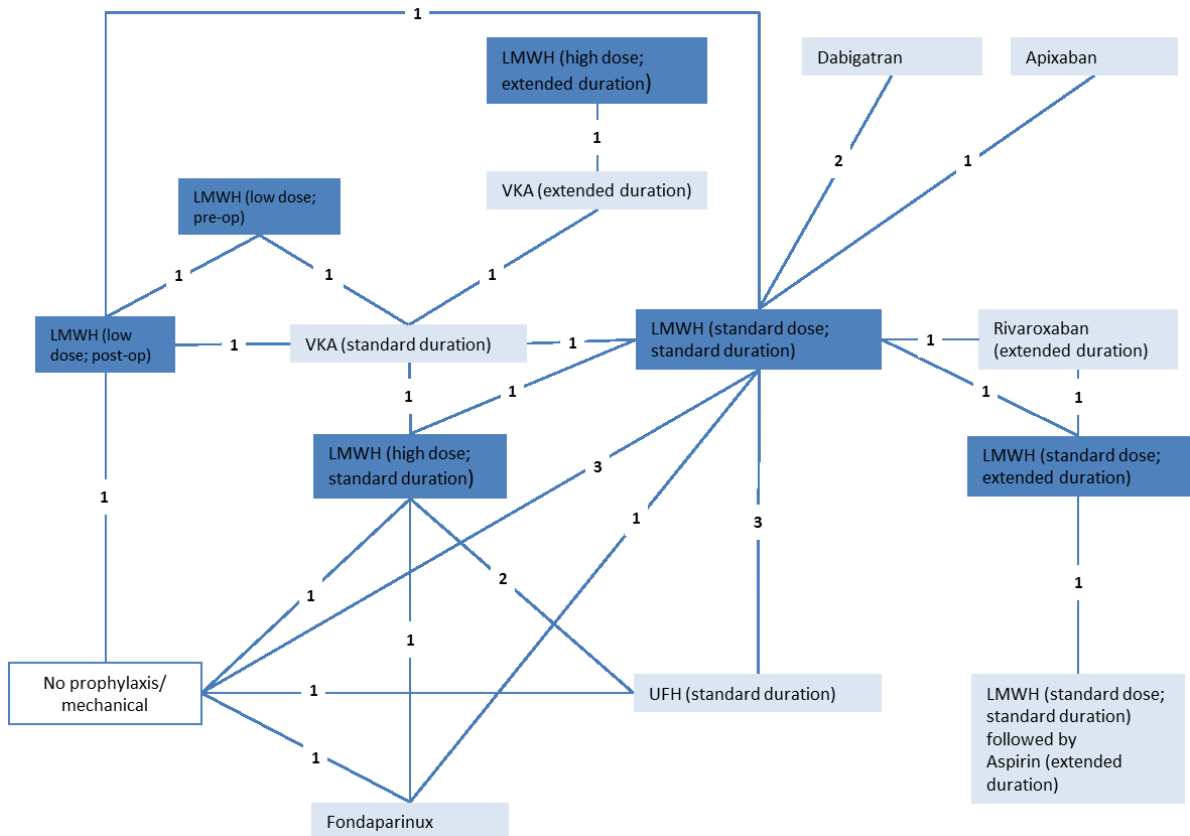 1
LMWH (high dose;
extended duration)
Dabigatran
Apixaban
1
2
1
LMWH (low dose;
pre-op)
VKA (extended duration)
1
1
1
LMWH (low
dose; post-op)
1
VKA (standard duration)
1
LMWH (standard dose;
standard duration)
1
Rivaroxaban
(extended duration)
1
1
1
1
LMWH (high dose;
standard duration)
LMWH (standard dose;
extended duration)
3
1
1
3
2
1
1
1
No prophylaxis/
mechanical
1
UFH (standard duration)
LMWH (standard dose;
standard duration)
followed by
Aspirin (extended
duration)
1
Fondaparinux